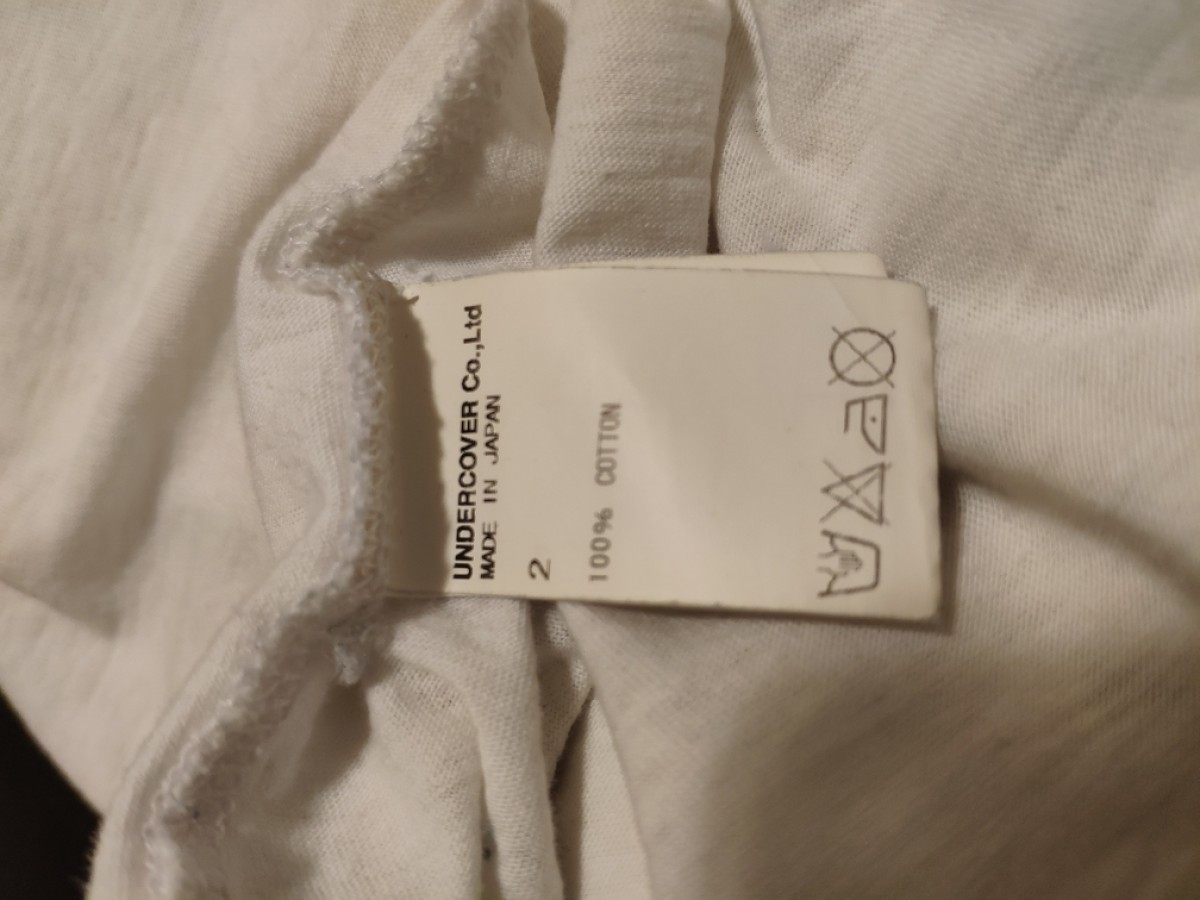 UNDERCOVER Co.,Ltd
MADE IN JAPAN
2
100% COTTON